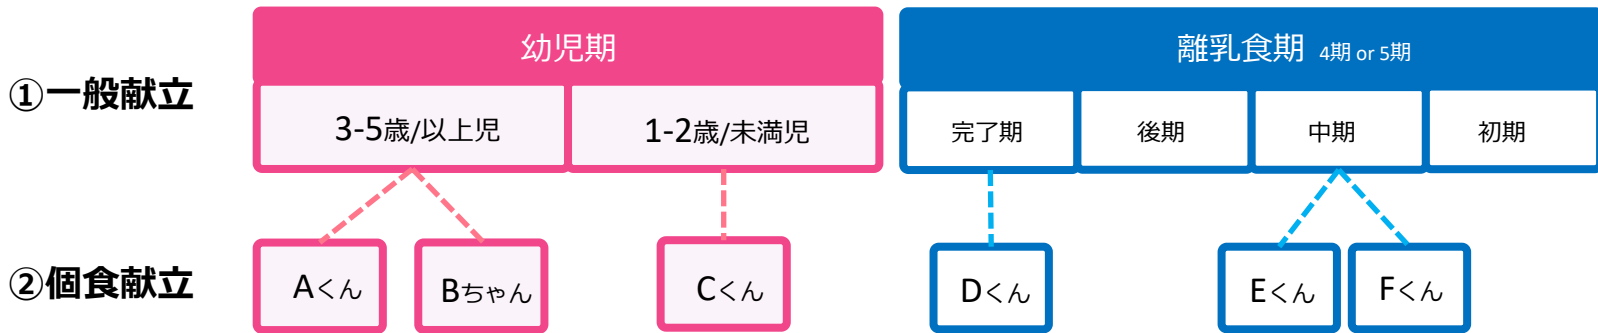 幼児期
離乳食期 4期 or 5期
①一般献立
3-5歳/以上児
1-2歳/未満児
完了期
後期
中期
初期
②個食献立
Aくん
Bちゃん
Cくん
Dくん
Eくん
Fくん